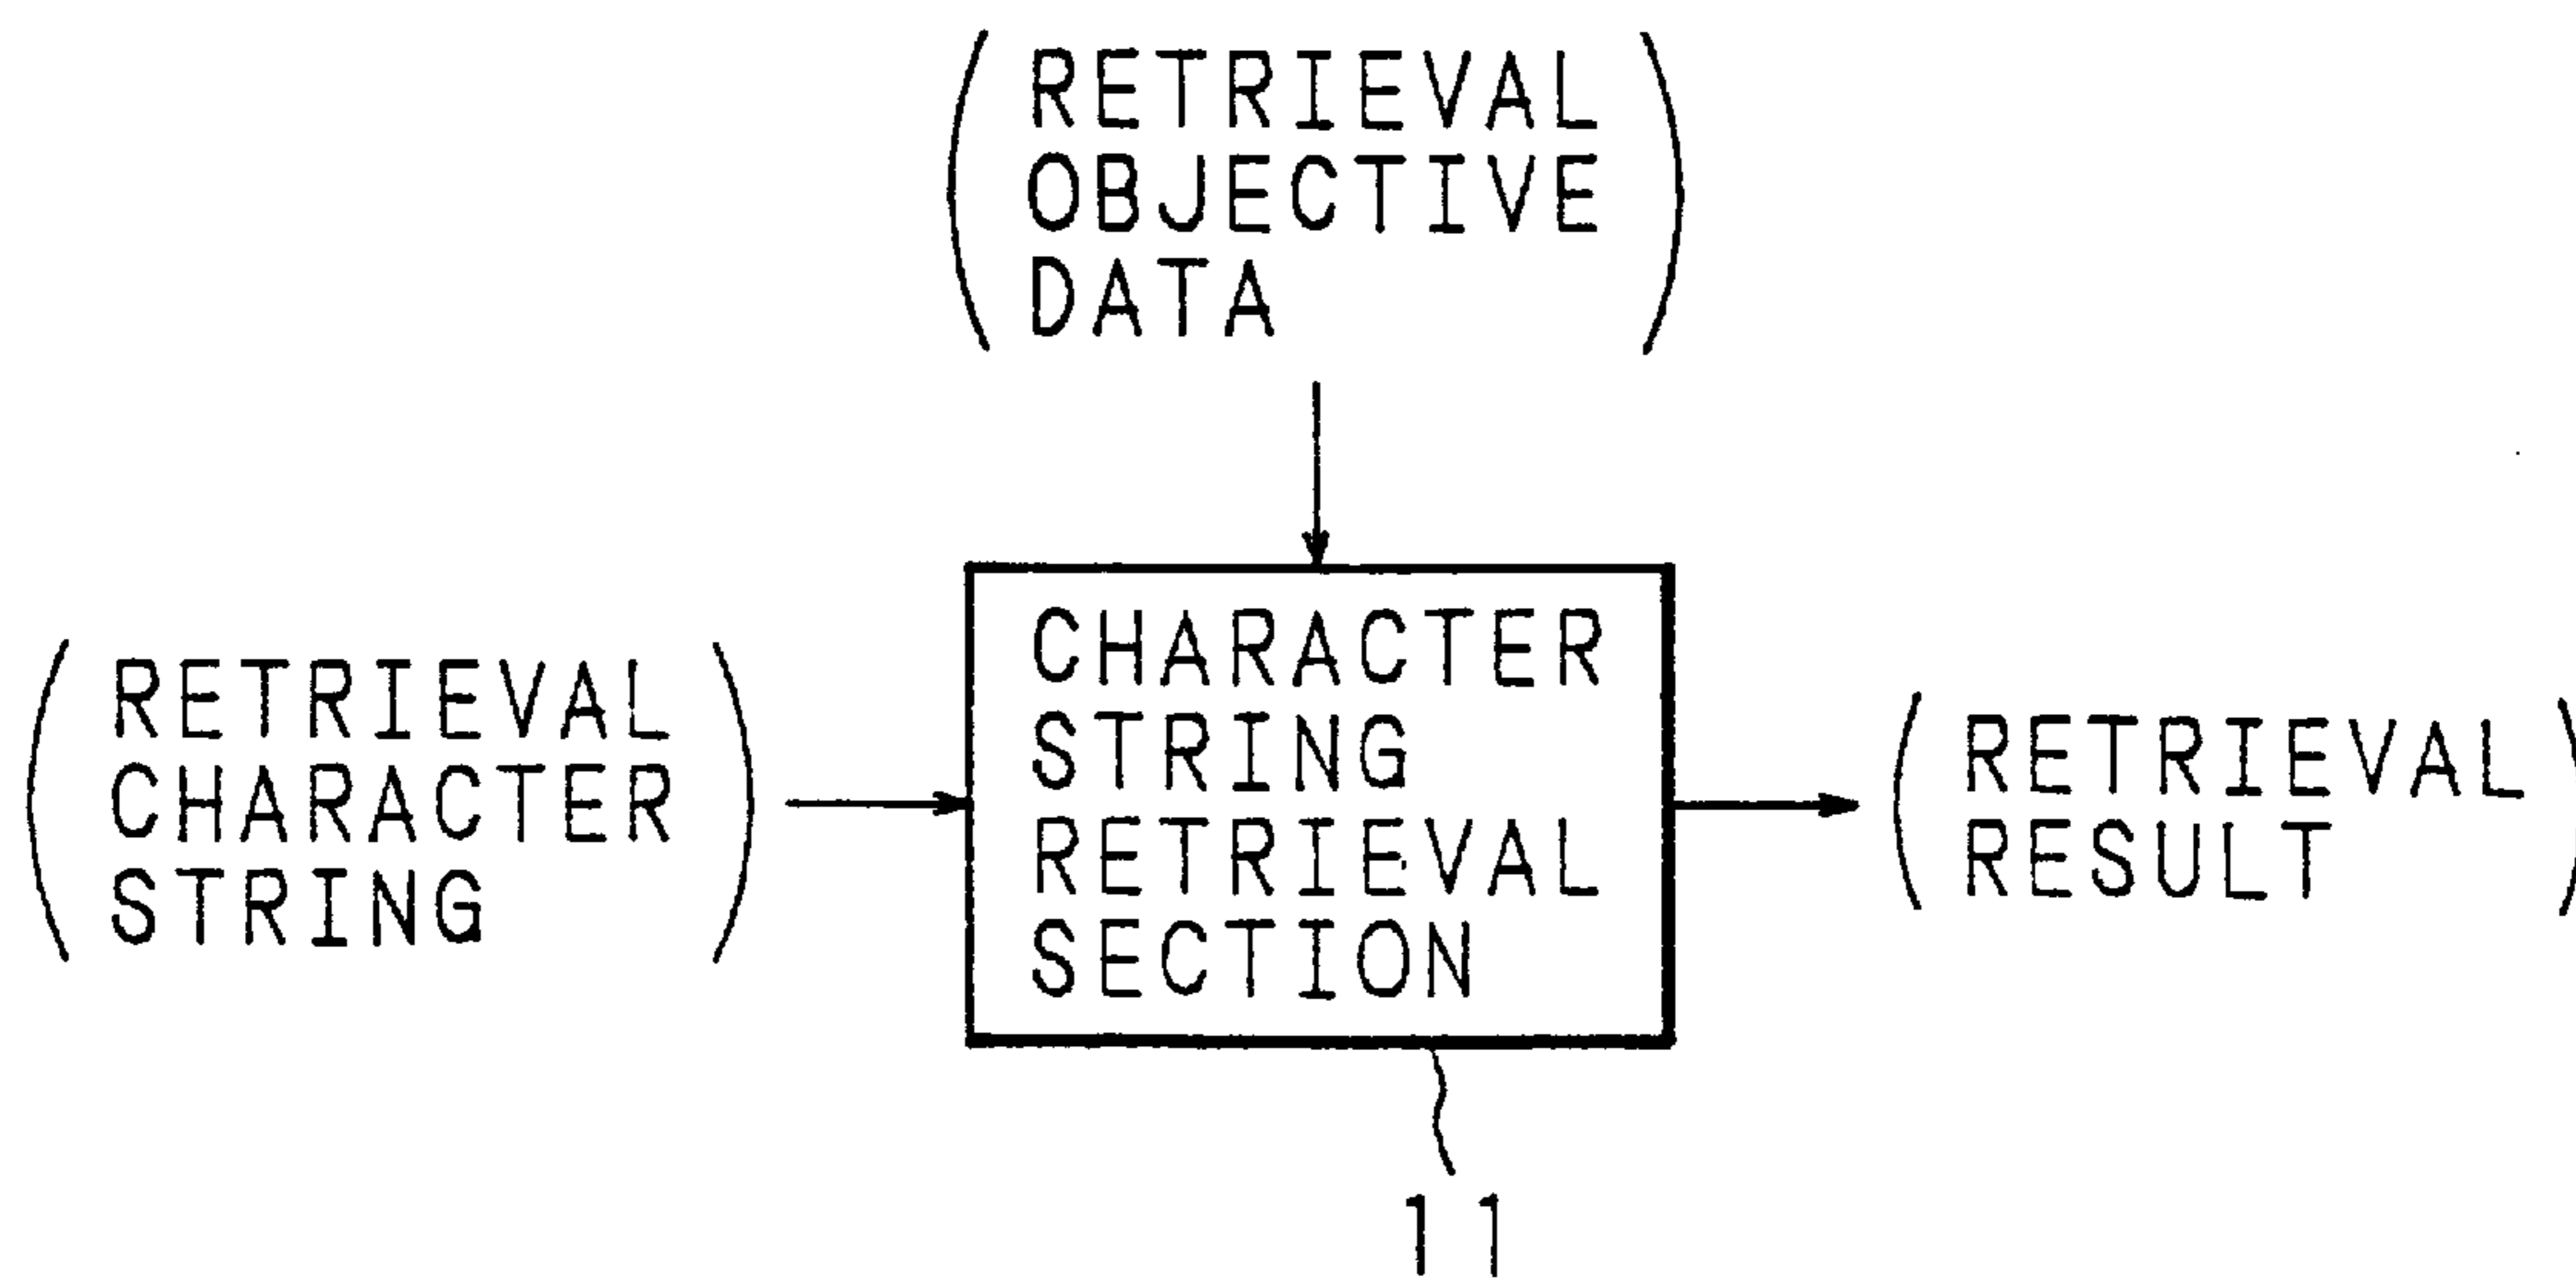 RETRIEVAL
OBJECTIVE
DATA
RETRIEVAL
CHARACTER
STRING
CHARACTER
STRING
RETRIEVAL
SECTION
RETRIEVAL
RESULT
11